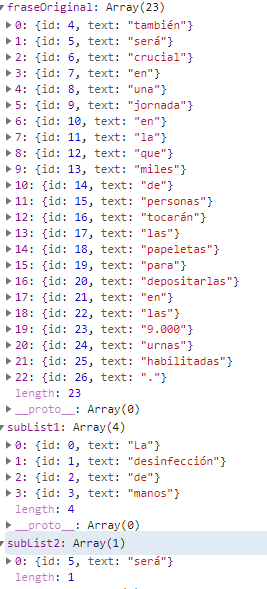 fraseOriginal: Array(23)
0: {id: 4, text: "también"}
1: {id: 5, text: "será"}
2: {id: 6, text: "crucial"}
3: {id: 7, text: "en"}
4: {id: 8, text: "una"}
5: {id: 9, text: "jornada"}
6: {id: 10, text: "en"}
7: {id: 11, text: "la"}
8: {id: 12, text: "que"}
9: {id: 13, text: "miles"}
10: {id: 14, text: "de"}
11: {id: 15, text: "personas"}
12: {id: 16, text: "tocarán"}
13: {id: 17, text: "las"}
14: {id: 18, text: "papeletas"}
15: {id: 19, text: "para"}
16: {id: 20, text: "depositarlas"}
17: {id: 21, text: "en"}
18: {id: 22, text: "las"}
19: {id: 23, text: "9.000"}
20: {id: 24, text: "urnas"}
21: {id: 25, text: "habilitadas"}
22: {id: 26, text: "."}
length: 23
__proto__: Array(0)
subList1: Array(4)
0: {id: 0, text: "La"}
1: {id: 1, text: "desinfección"}
2: {id: 2, text: "de"}
3: {id: 3, text: "manos"}
length: 4
__proto__: Array(0)
subList2: Array(1)
0: {id: 5, text: "será"}
length: 1